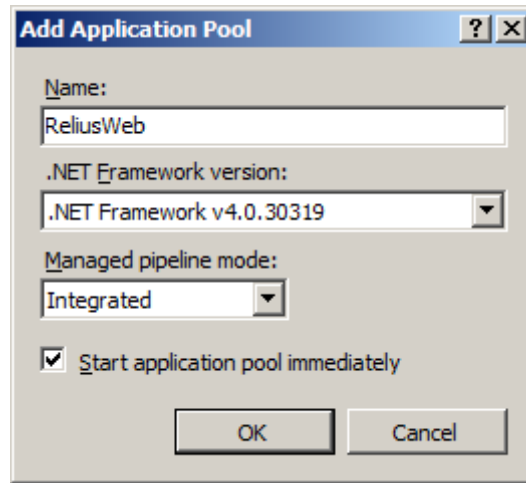 Add Application Pool
Name:
ReliusWeb
.NET Framework version:
.NET Framework v4.0.30319
Managed pipeline mode:
Integrated
Start application pool immediately
OK Cancel